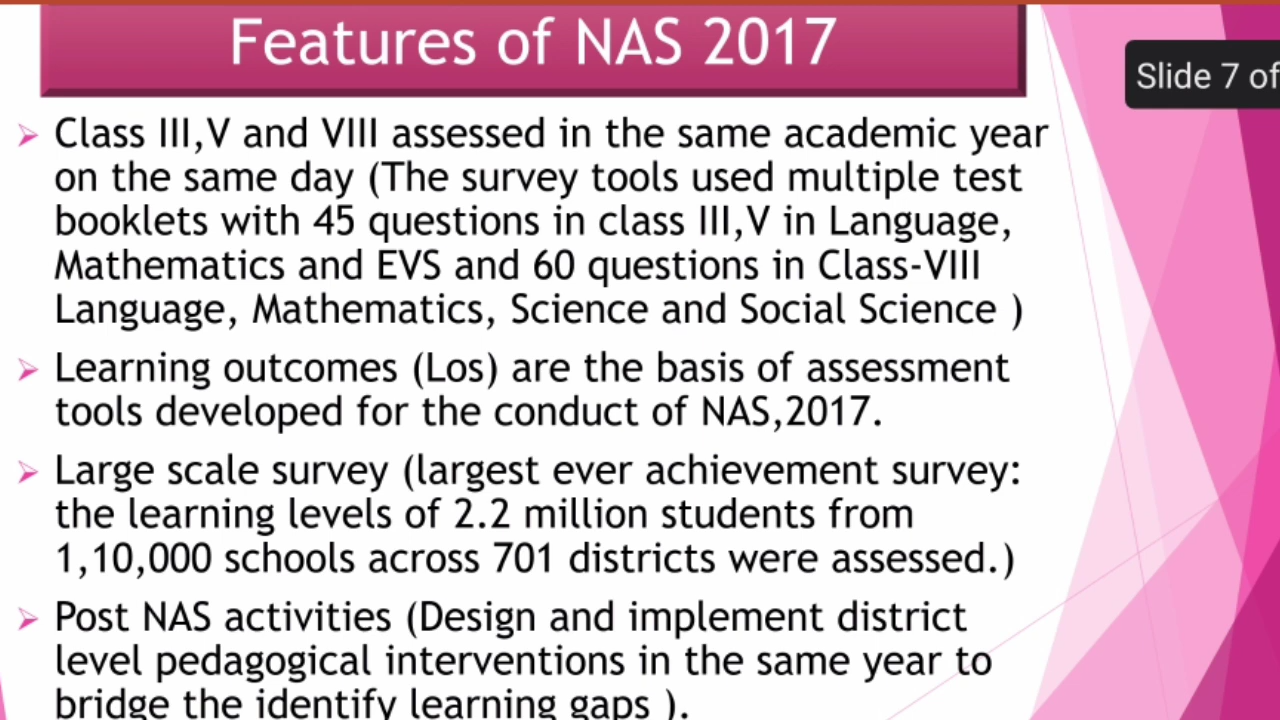 Features of NAS 2017
Slide 7 of
➢ Class III,V and VIII assessed in the same academic year
on the same day (The survey tools used multiple test
booklets with 45 questions in class III,V in Language,
Mathematics and EVS and 60 questions in Class-VIII
Language, Mathematics, Science and Social Science )
➢ Learning outcomes (Los) are the basis of assessment
tools developed for the conduct of NAS,2017.
➢ Large scale survey (largest ever achievement survey:
the learning levels of 2.2 million students from
1,10,000 schools across 701 districts were assessed.)
➢ Post NAS activities (Design and implement district
level pedagogical interventions in the same year to
bridge the identify learning gaps ).